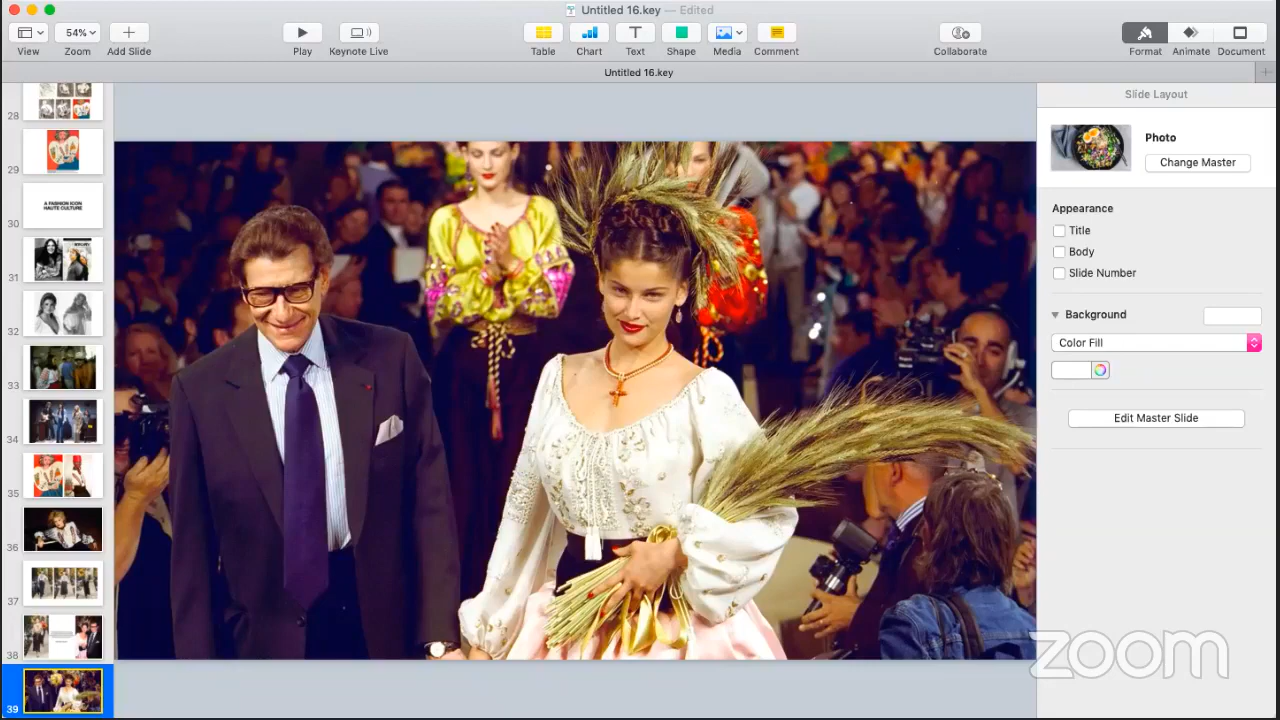 Untitled 16.key — Edited
54%
View
Zoom
Add Slide
Play
Keynote Live
Table
Chart
Text
Shape
Media
Comment
Collaborate
Format
Animate
Document
Untitled 16.key
28
29
30
A FASHION ICON
HAUTE CULTURE
31
32
33
34
35
36
37
38
39
Slide Layout
Photo
Change Master
Appearance
Title
Body
Slide Number
Background
Color Fill
Edit Master Slide
zoom